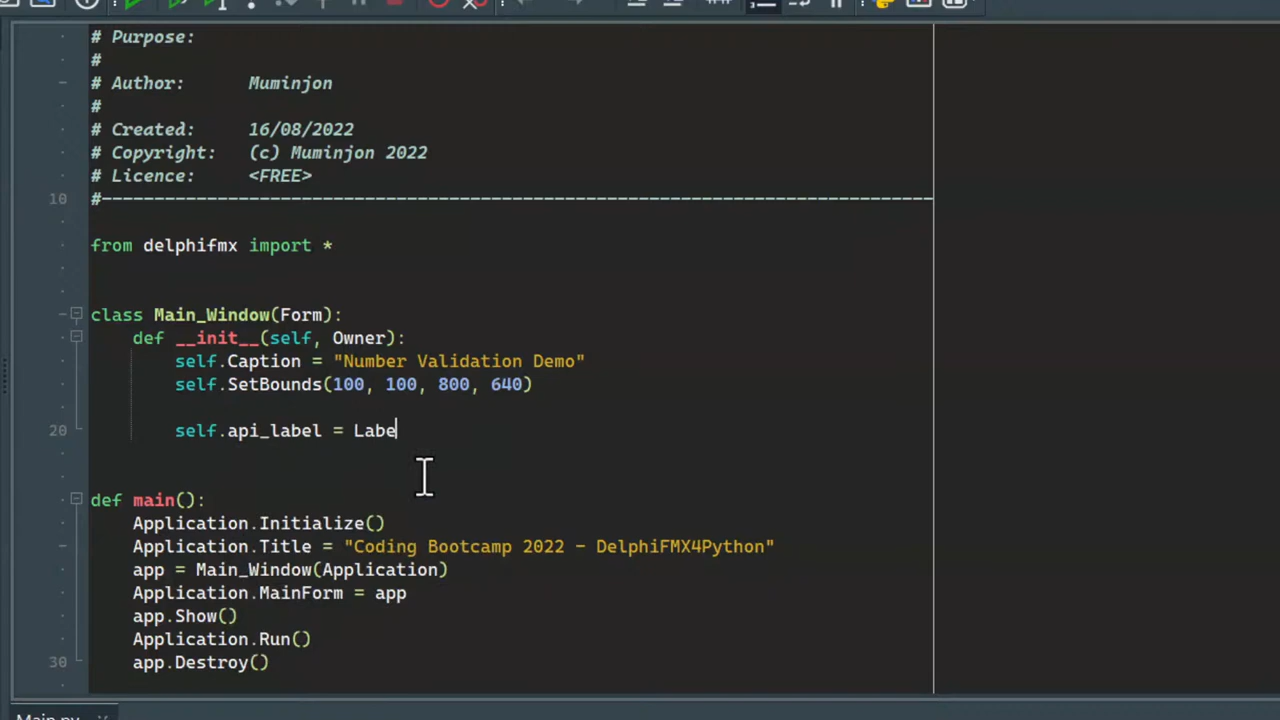 # Purpose:
#
# Author:      Muminjon
#
# Created:     16/08/2022
# Copyright:   (c) Muminjon 2022
# Licence:     <FREE>
10 #-------------------------------------------------------------------------------
from delphifmx import *
class Main_Window(Form):
    def __init__(self, Owner):
        self.Caption = "Number Validation Demo"
        self.SetBounds(100, 100, 800, 640)
20         self.api_label = Labe
def main():
    Application.Initialize()
    Application.Title = "Coding Bootcamp 2022 - DelphiFMX4Python"
    app = Main_Window(Application)
    Application.MainForm = app
    app.Show()
    Application.Run()
30     app.Destroy()
Main.py